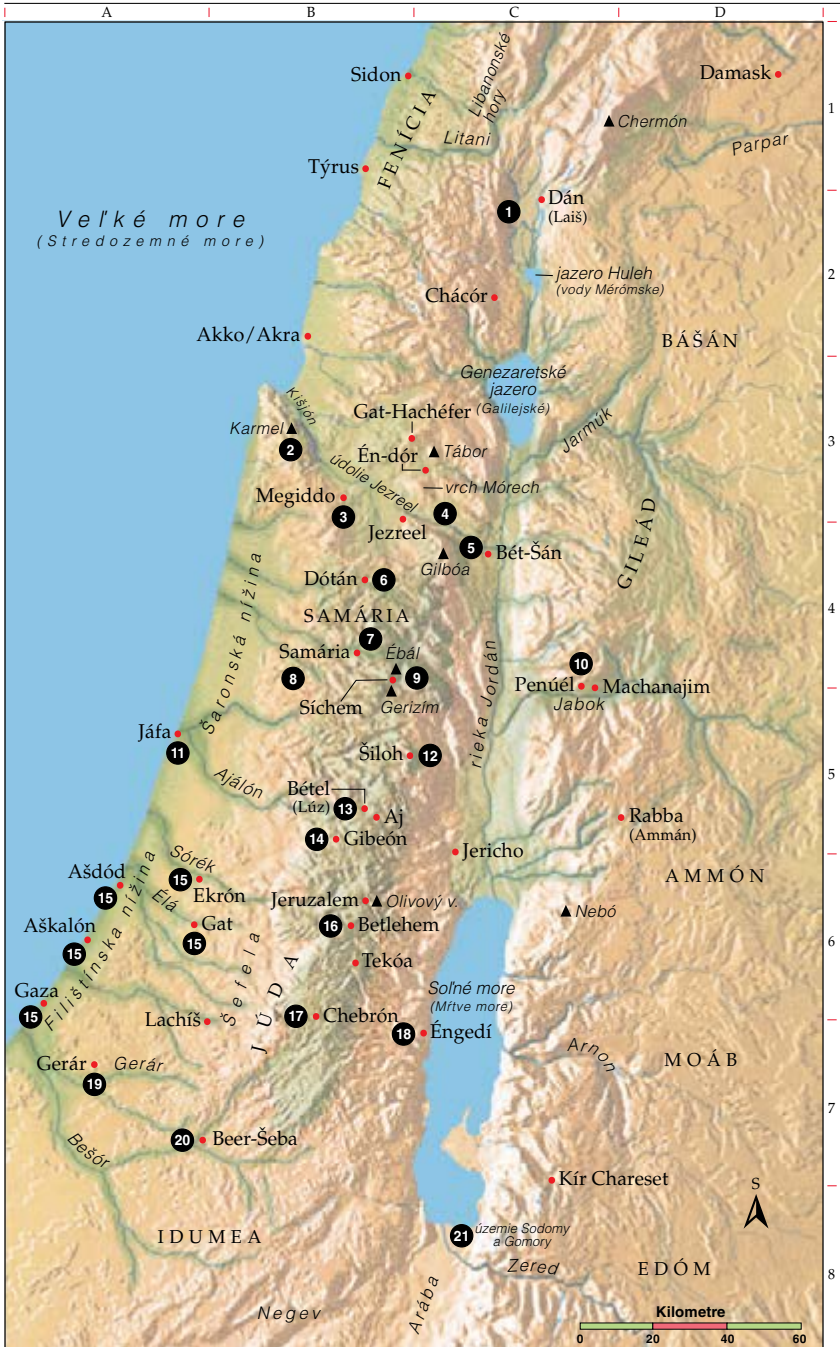 A B C D
Sidon
Libanonské
hory
Damask
1
FENÍCIA
Chermón
Litani
Parpar
Týrus
Veľké more
(Stredozemné more)
1
Dán
(Laiš)
jazero Huleh
(vody Mérómske)
2
Chácór
Akko/Akra
BÁŠÁN
Genezaretské
jazero
(Galilejské)
Kišjón
Gat-Hachéfer
Jarmúk
Karmel
2
Tábor
3
Én-dór
údolie Jezreel
vrch Mórech
Megiddo
3
4
Jezreel
GILEÁD
5
Bét-Šán
Gilbóa
Dótán
6
Šaronská nížina
SAMÁRIA
4
7
Samária
Ébál
8
9
10
rieka Jordán
Penúél
Machanajim
Síchem
Gerizím
Jabok
Jáfa
11
Šiloh
12
Ajálón
5
Bétel
(Lúz)
13
Aj
Rabba
(Ammán)
14
Gibeón
Jericho
Sórék
Ašdód
15
15
Ekrón
AMMÓN
Élá
Jeruzalem
Olivový v.
Nebó
Aškalón
15
Gat
15
16
Betlehem
6
Filištínska nížina
Šefela
JÚDA
Tekóa
Gaza
15
Soľné more
(Mŕtve more)
Lachíš
17
Chebrón
18
Éngedí
Arnon
MOÁB
Gerár
Gerár
19
7
Bešór
20
Beer-Šeba
Kír Chareset
S
IDUMEA
21
územie Sodomy
a Gomory
Zered
EDÓM
8
Negev
Arába
Kilometre
0 20 40 60